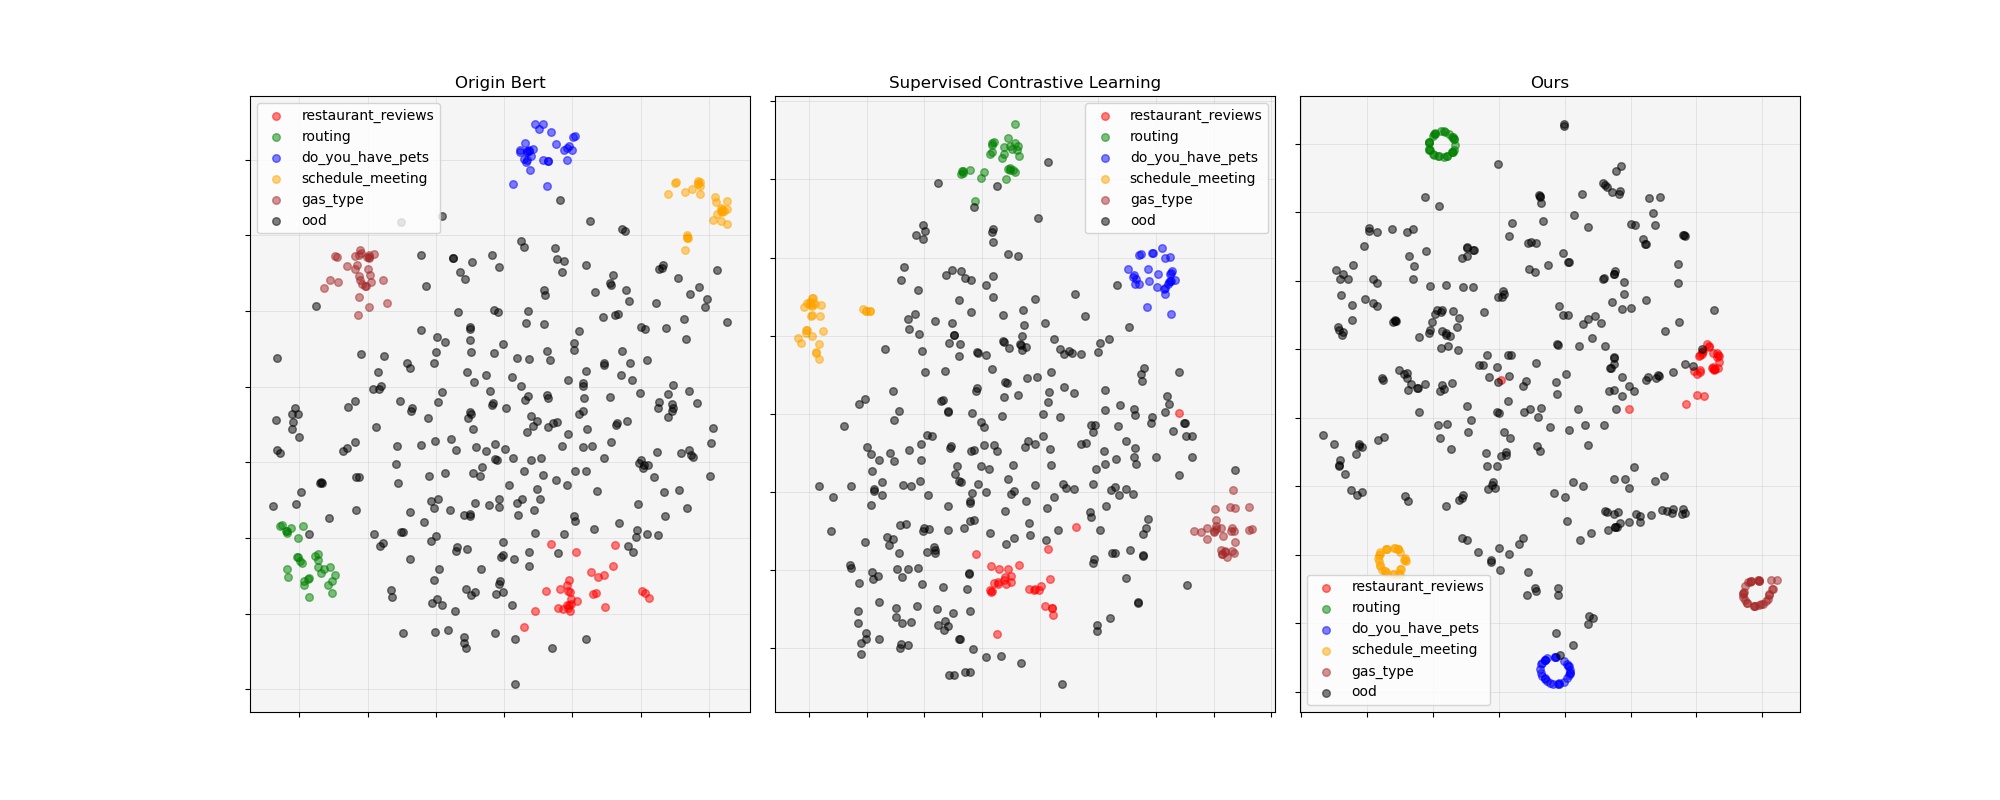 Origin Bert
restaurant_reviews
routing
do_you_have_pets
schedule_meeting
gas_type
ood
Supervised Contrastive Learning
restaurant_reviews
routing
do_you_have_pets
schedule_meeting
gas_type
ood
Ours
restaurant_reviews
routing
do_you_have_pets
schedule_meeting
gas_type
ood